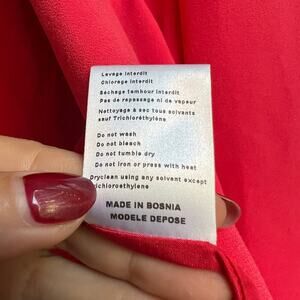 Lavage interdit
Chlorage interdit
Séchage tambour interdit
Pas de repassage ni de vapeur
Nettoyage à sec tous solvants
sauf Trichloréthylène
Do not wash
Do not bleach
Do not tumble dry
Do not iron or press with heat
Dryclean using any solvent except
trichloroethylene
MADE IN BOSNIA
MODELE DEPOSE